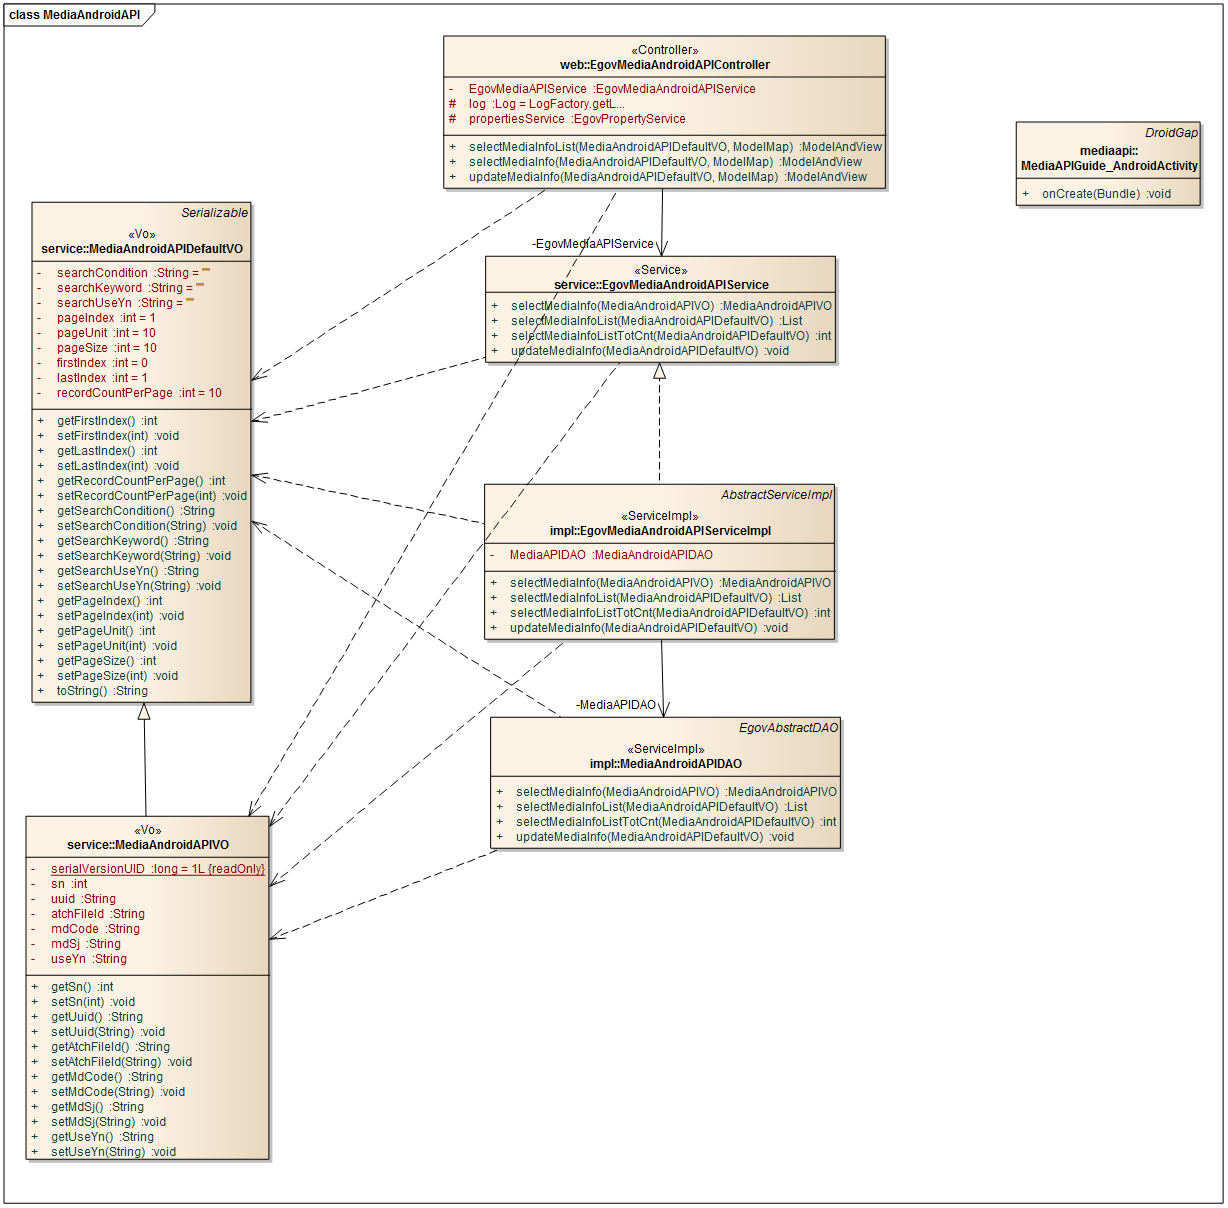 class MediaAndroidAPI
«Controller»
web::EgovMediaAndroidAPIController
- EgovMediaAPIService :EgovMediaAndroidAPIService
# log :Log = LogFactory.getL...
# propertiesService :EgovPropertyService
+ selectMediaInfoList(MediaAndroidAPIDefaultVO, ModelMap) :ModelAndView
+ selectMediaInfo(MediaAndroidAPIDefaultVO, ModelMap) :ModelAndView
+ updateMediaInfo(MediaAndroidAPIDefaultVO, ModelMap) :ModelAndView
DroidGap
mediaapi::
MediaAPIGuide_AndroidActivity
+ onCreate(Bundle) :void
Serializable
«Vo»
service::MediaAndroidAPIDefaultVO
- searchCondition :String = ""
- searchKeyword :String = ""
- searchUseYn :String = ""
- pageIndex :int = 1
- pageUnit :int = 10
- pageSize :int = 10
- firstIndex :int = 0
- lastIndex :int = 1
- recordCountPerPage :int = 10
+ getFirstIndex() :int
+ setFirstIndex(int) :void
+ getLastIndex() :int
+ setLastIndex(int) :void
+ getRecordCountPerPage() :int
+ setRecordCountPerPage(int) :void
+ getSearchCondition() :String
+ setSearchCondition(String) :void
+ getSearchKeyword() :String
+ setSearchKeyword(String) :void
+ getSearchUseYn() :String
+ setSearchUseYn(String) :void
+ getPageIndex() :int
+ setPageIndex(int) :void
+ getPageUnit() :int
+ setPageUnit(int) :void
+ getPageSize() :int
+ setPageSize(int) :void
+ toString() :String
-EgovMediaAPIService
«Service»
service::EgovMediaAndroidAPIService
+ selectMediaInfo(MediaAndroidAPIVO) :MediaAndroidAPIVO
+ selectMediaInfoList(MediaAndroidAPIDefaultVO) :List
+ selectMediaInfoListTotCnt(MediaAndroidAPIDefaultVO) :int
+ updateMediaInfo(MediaAndroidAPIDefaultVO) :void
AbstractServiceImpl
«ServiceImpl»
impl::EgovMediaAndroidAPIServiceImpl
- MediaAPIDAO :MediaAndroidAPIDAO
+ selectMediaInfo(MediaAndroidAPIVO) :MediaAndroidAPIVO
+ selectMediaInfoList(MediaAndroidAPIDefaultVO) :List
+ selectMediaInfoListTotCnt(MediaAndroidAPIDefaultVO) :int
+ updateMediaInfo(MediaAndroidAPIDefaultVO) :void
-MediaAPIDAO
EgovAbstractDAO
«ServiceImpl»
impl::MediaAndroidAPIDAO
+ selectMediaInfo(MediaAndroidAPIVO) :MediaAndroidAPIVO
+ selectMediaInfoList(MediaAndroidAPIDefaultVO) :List
+ selectMediaInfoListTotCnt(MediaAndroidAPIDefaultVO) :int
+ updateMediaInfo(MediaAndroidAPIDefaultVO) :void
«Vo»
service::MediaAndroidAPIVO
- serialVersionUID :long = 1L {readOnly}
- sn :int
- uuid :String
- atchFileId :String
- mdCode :String
- mdSj :String
- useYn :String
+ getSn() :int
+ setSn(int) :void
+ getUuid() :String
+ setUuid(String) :void
+ getAtchFileId() :String
+ setAtchFileId(String) :void
+ getMdCode() :String
+ setMdCode(String) :void
+ getMdSj() :String
+ setMdSj(String) :void
+ getUseYn() :String
+ setUseYn(String) :void